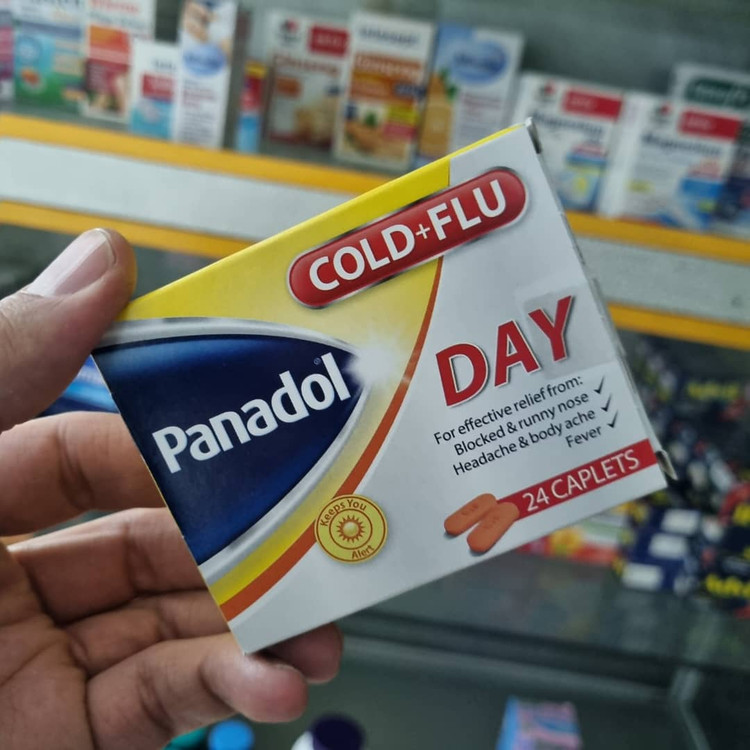 COLD+FLU
Panadol®
DAY
For effective relief from:
Blocked & runny nose ✓
Headache & body ache ✓
Fever ✓
24 CAPLETS
Keeps You
Alert